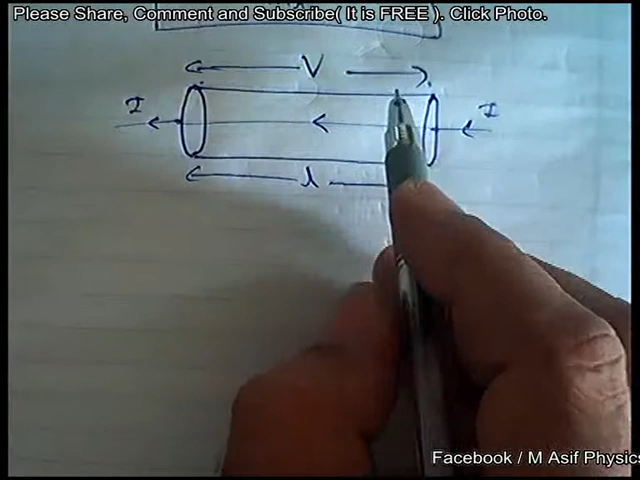 Please Share, Comment and Subscribe( It is FREE ). Click Photo.
V
I
I
l
Facebook / M Asif Physics